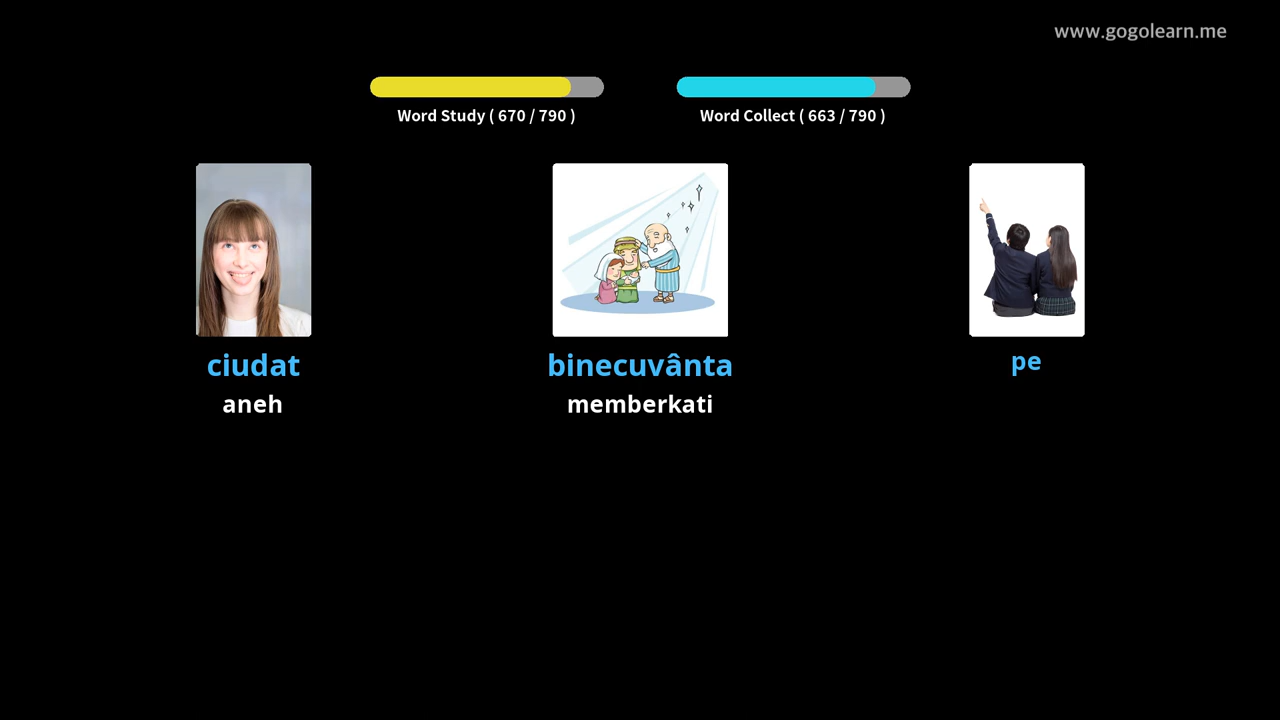 www.gogolearn.me
Word Study ( 670 / 790 )
Word Collect ( 663 / 790 )
ciudat
aneh
binecuvânta
memberkati
pe